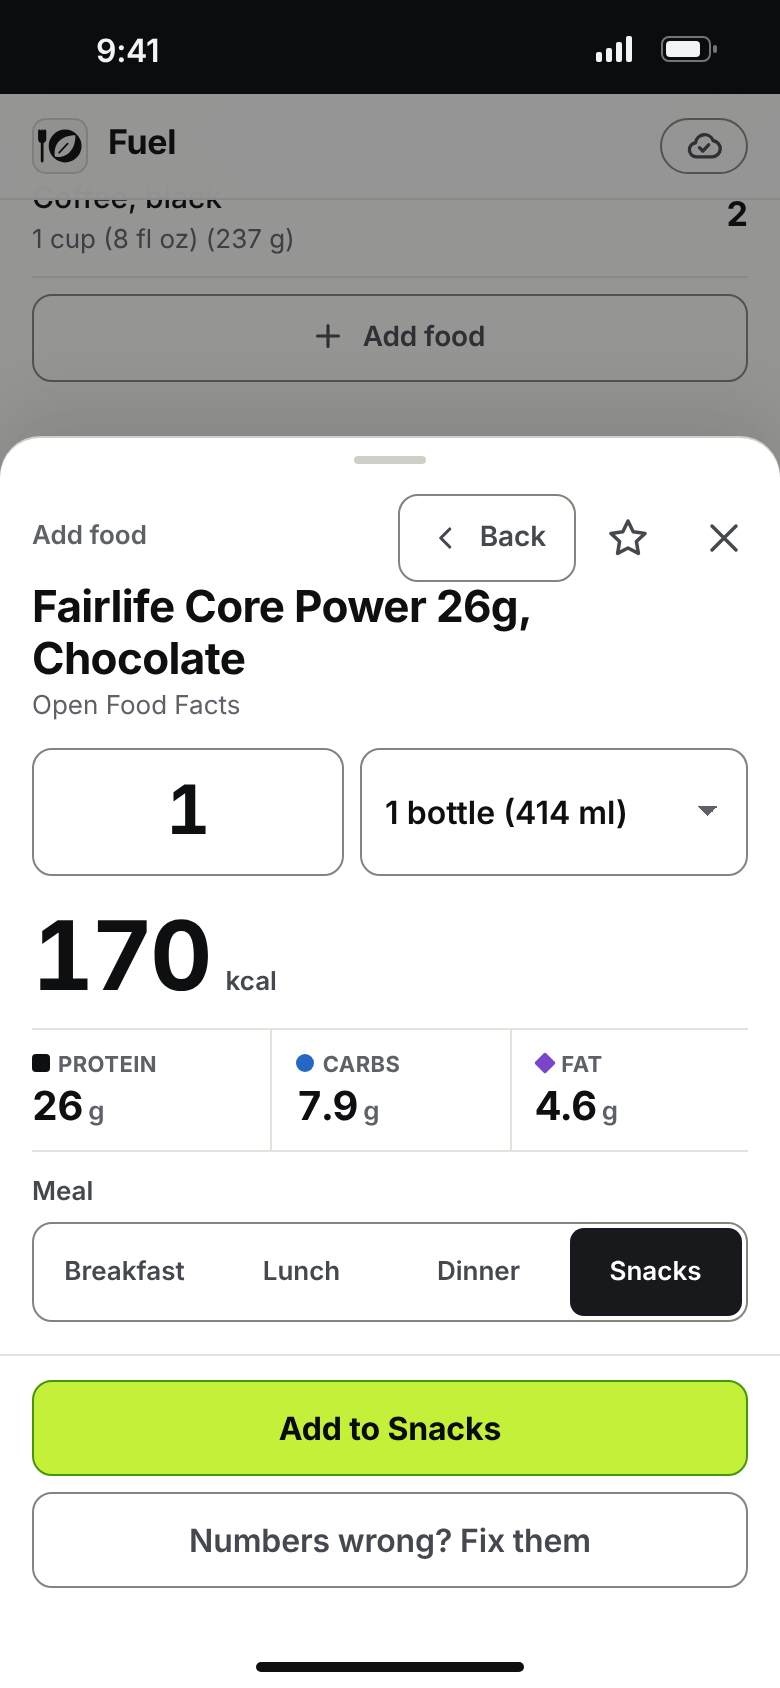 9:41
Fuel
Coffee, black
2
1 cup (8 fl oz) (237 g)
Add food
Add food
Back
Fairlife Core Power 26g,
Chocolate
Open Food Facts
1
1 bottle (414 ml)
170 kcal
PROTEIN
CARBS
FAT
26 g
7.9 g
4.6 g
Meal
Breakfast
Lunch
Dinner
Snacks
Add to Snacks
Numbers wrong? Fix them